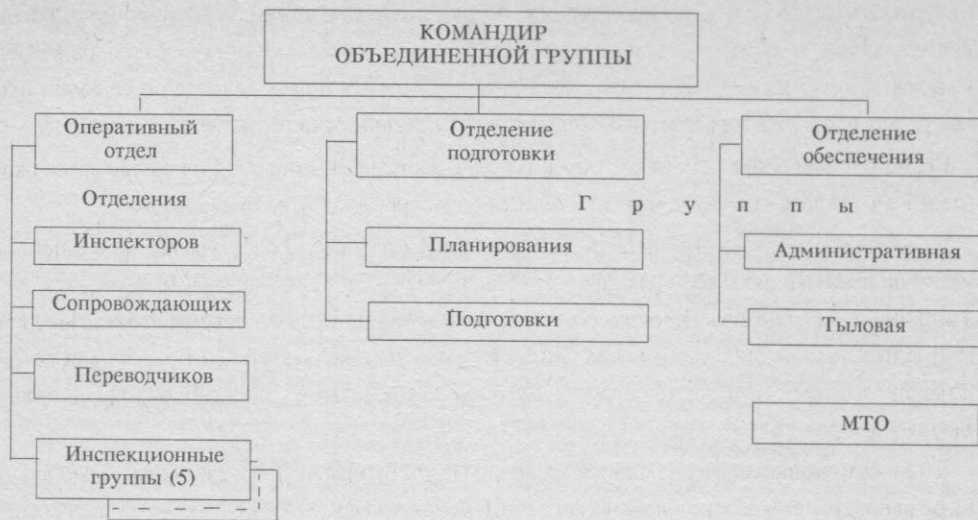 КОМАНДИР
ОБЪЕДИНЕННОЙ ГРУППЫ
Оперативный
отдел
Отделение
подготовки
Отделение
обеспечения
Отделения
Г р у п п ы
Инспекторов
Планирования
Административная
Сопровождающих
Подготовки
Тыловая
Переводчиков
МТО
Инспекционные
группы (5)